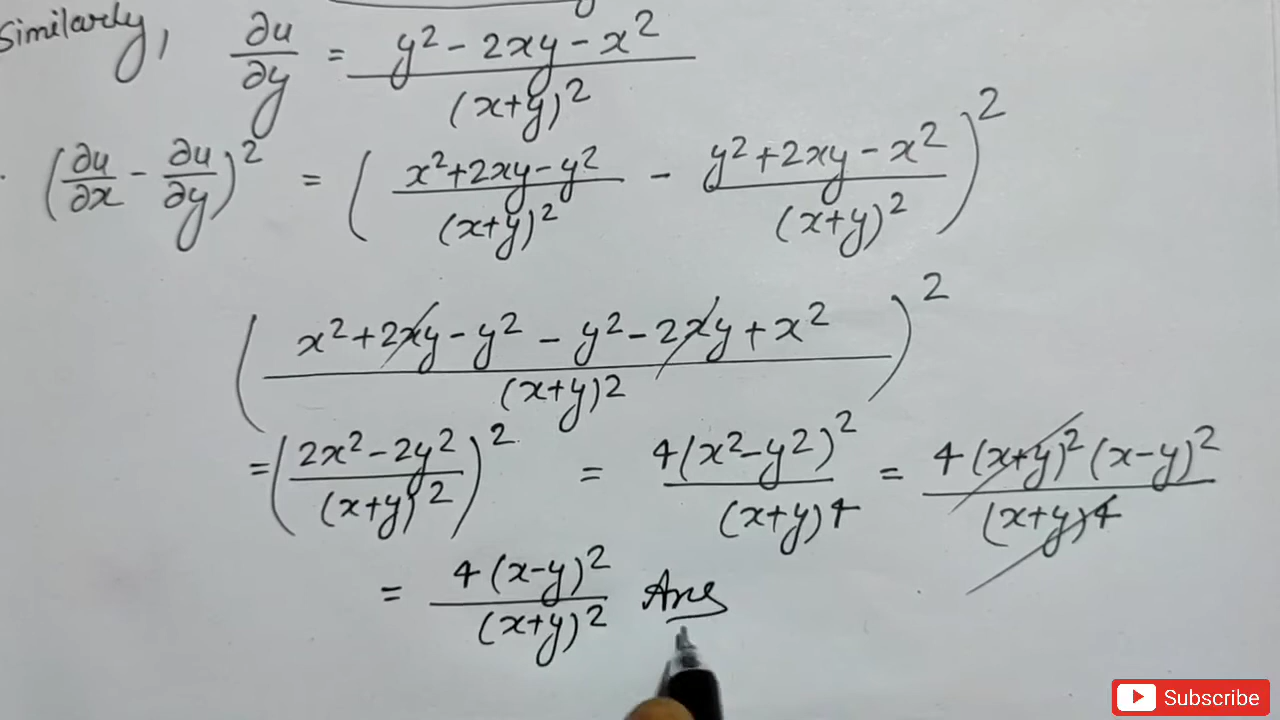 Similarly, ∂u/∂y = (y² - 2xy - x²)/(x+y)²
(∂u/∂x - ∂u/∂y)² = ((x²+2xy-y²)/(x+y)² - (y²+2xy-x²)/(x+y)²)²
((x²+2xy-y² - y²-2xy+x²)/(x+y)²)²
=((2x²-2y²)/(x+y)²)² = 4(x²-y²)²/(x+y)4 = 4(x+y)²(x-y)²/(x+y)4
= 4(x-y)²/(x+y)² Ans
Subscribe